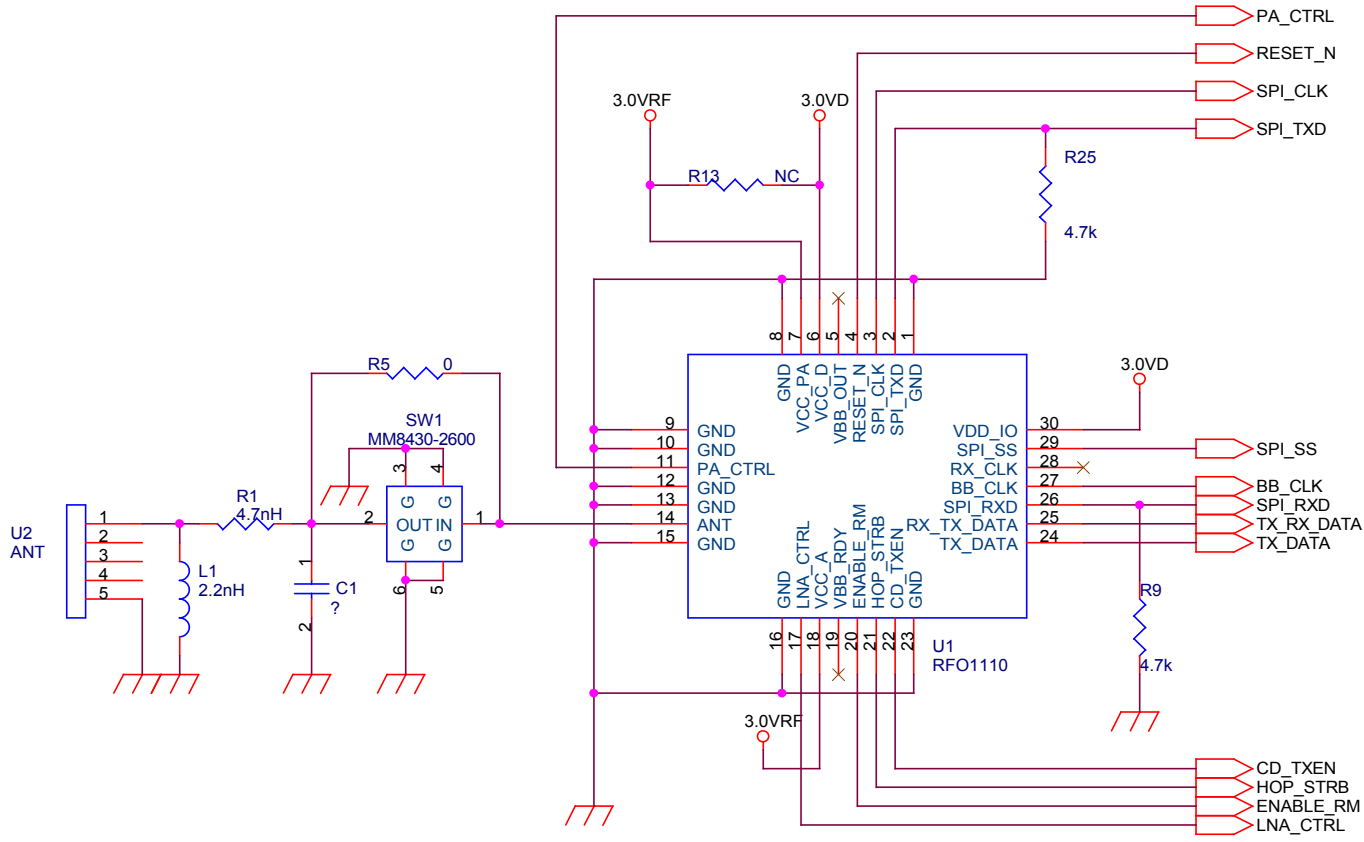 PA_CTRL
RESET_N
SPI_CLK
SPI_TXD
3.0VRF
3.0VD
R13 NC
R25
4.7k
8 7 6 5 4 3 2 1
GND VCC_PA VCC_D VBB_OUT RESET_N SPI_CLK SPI_TXD GND
R5 0
SW1
MM8430-2600
3 4
G G
2 OUT IN 1
G G
6 5
U2
ANT
1
2
3
4
5
R1
4.7nH
L1
2.2nH
1
C1
?
2
9 GND
10 GND
11 PA_CTRL
12 GND
13 GND
14 ANT
15 GND
3.0VD
VDD_IO 30
SPI_SS 29 SPI_SS
RX_CLK 28
BB_CLK 27 BB_CLK
SPI_RXD 26 SPI_RXD
RX_TX_DATA 25 TX_RX_DATA
TX_DATA 24 TX_DATA
GND LNA_CTRL VCC_A VBB_RDY ENABLE_RM HOP_STRB CD_TXEN GND
16 17 18 19 20 21 22 23
U1
RFO1110
R9
4.7k
3.0VRF
CD_TXEN
HOP_STRB
ENABLE_RM
LNA_CTRL